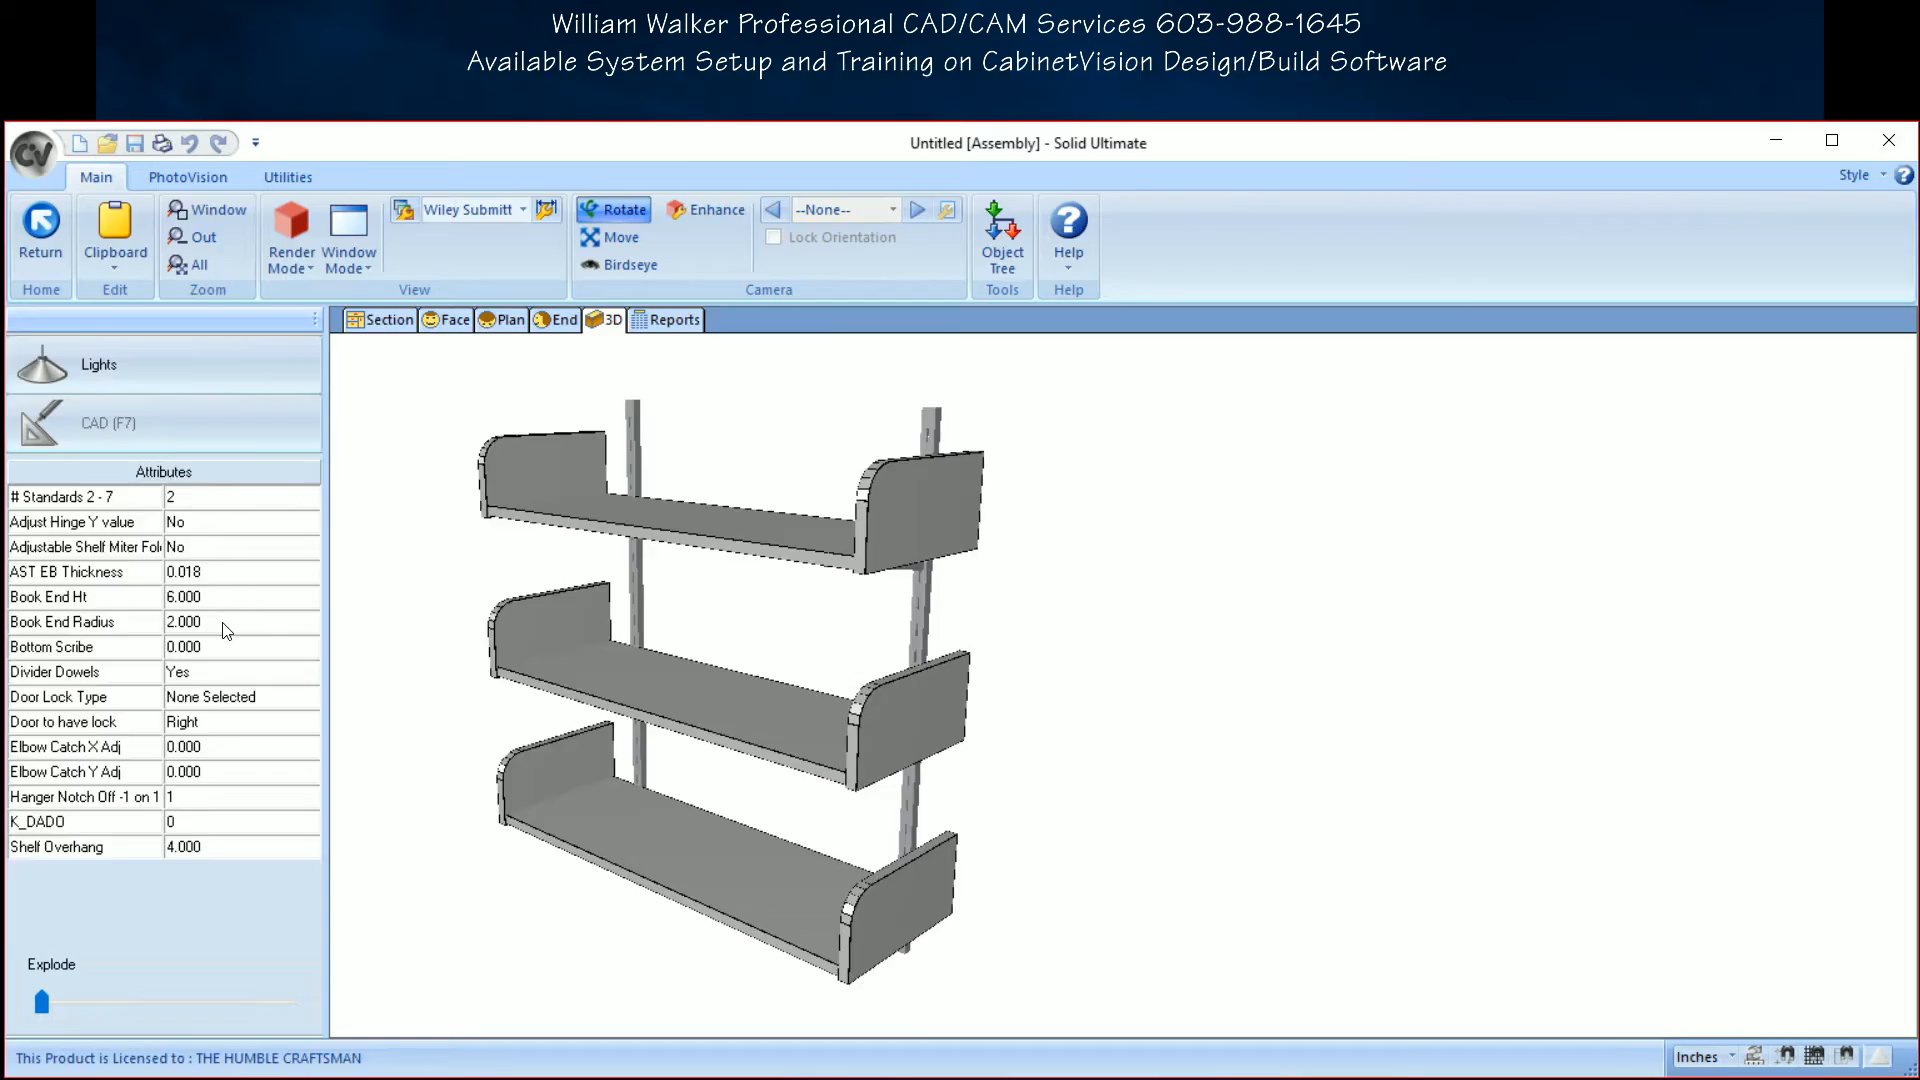 William Walker Professional CAD/CAM Services 603-988-1645
Available System Setup and Training on CabinetVision Design/Build Software
CV
Untitled [Assembly] - Solid Ultimate
Main PhotoVision Utilities Style
Return
Home
Clipboard
Edit
Window
Out
All
Zoom
Render Mode
Window Mode
Wiley Submitt
View
Rotate
Move
Birdseye
Enhance
--None--
Lock Orientation
Camera
Object Tree
Tools
Help
Help
Section Face Plan End 3D Reports
Lights
CAD (F7)
Attributes
# Standards 2 - 7 2
Adjust Hinge Y value No
Adjustable Shelf Miter Fol No
AST EB Thickness 0.018
Book End Ht 6.000
Book End Radius 2.000
Bottom Scribe 0.000
Divider Dowels Yes
Door Lock Type None Selected
Door to have lock Right
Elbow Catch X Adj 0.000
Elbow Catch Y Adj 0.000
Hanger Notch Off -1 on 1 1
K_DADO 0
Shelf Overhang 4.000
Explode
This Product is Licensed to : THE HUMBLE CRAFTSMAN
Inches